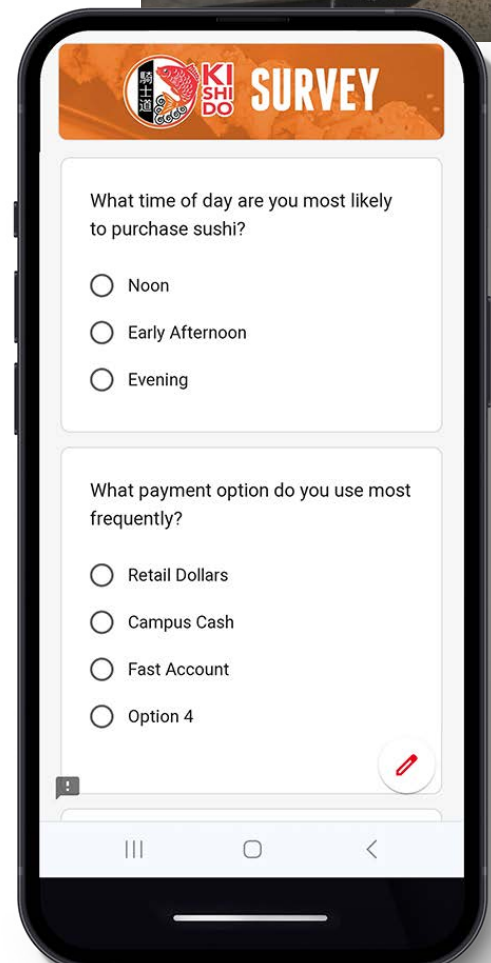 騎士道
KI
SHI
DO
SURVEY
What time of day are you most likely
to purchase sushi?
Noon
Early Afternoon
Evening
What payment option do you use most
frequently?
Retail Dollars
Campus Cash
Fast Account
Option 4
!